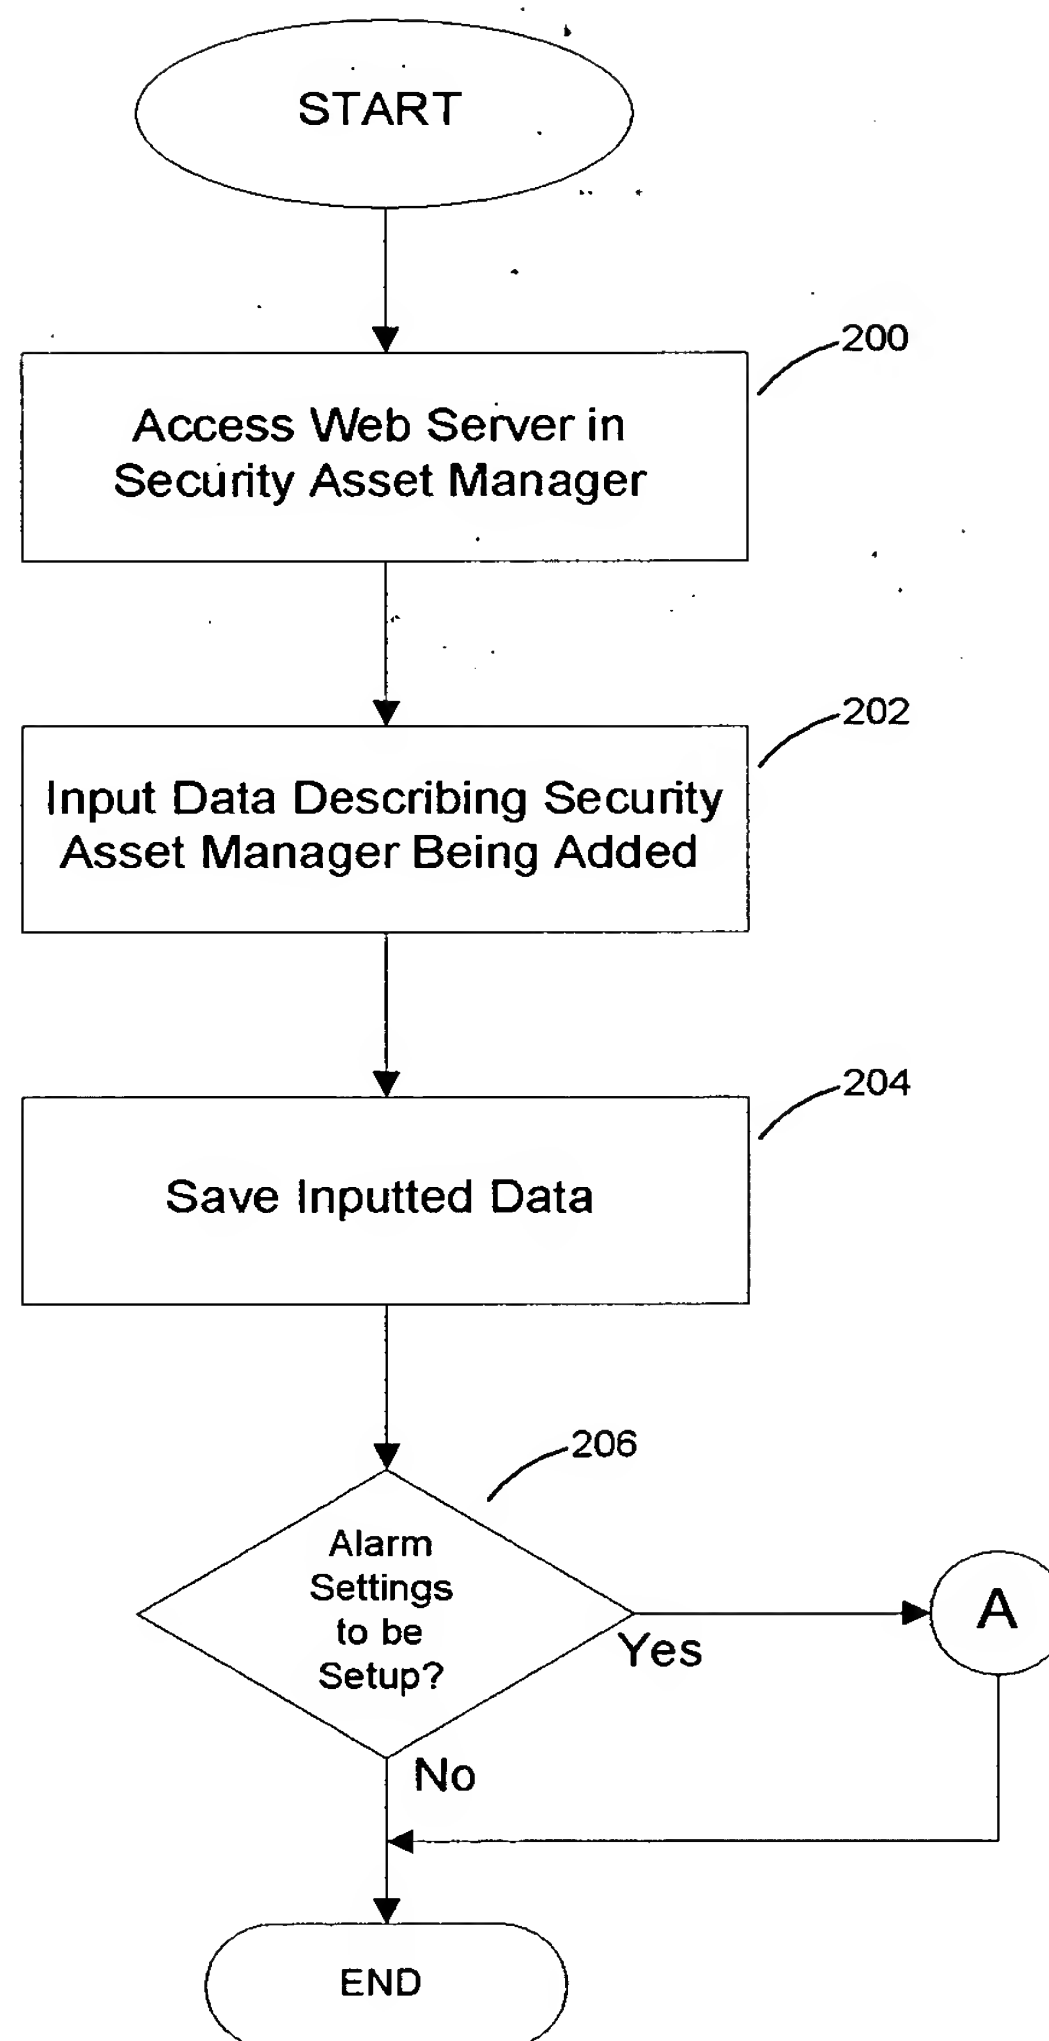 START
200
Access Web Server in
Security Asset Manager
202
Input Data Describing Security
Asset Manager Being Added
204
Save Inputted Data
206
Alarm
Settings
to be
Setup?
Yes
A
No
END